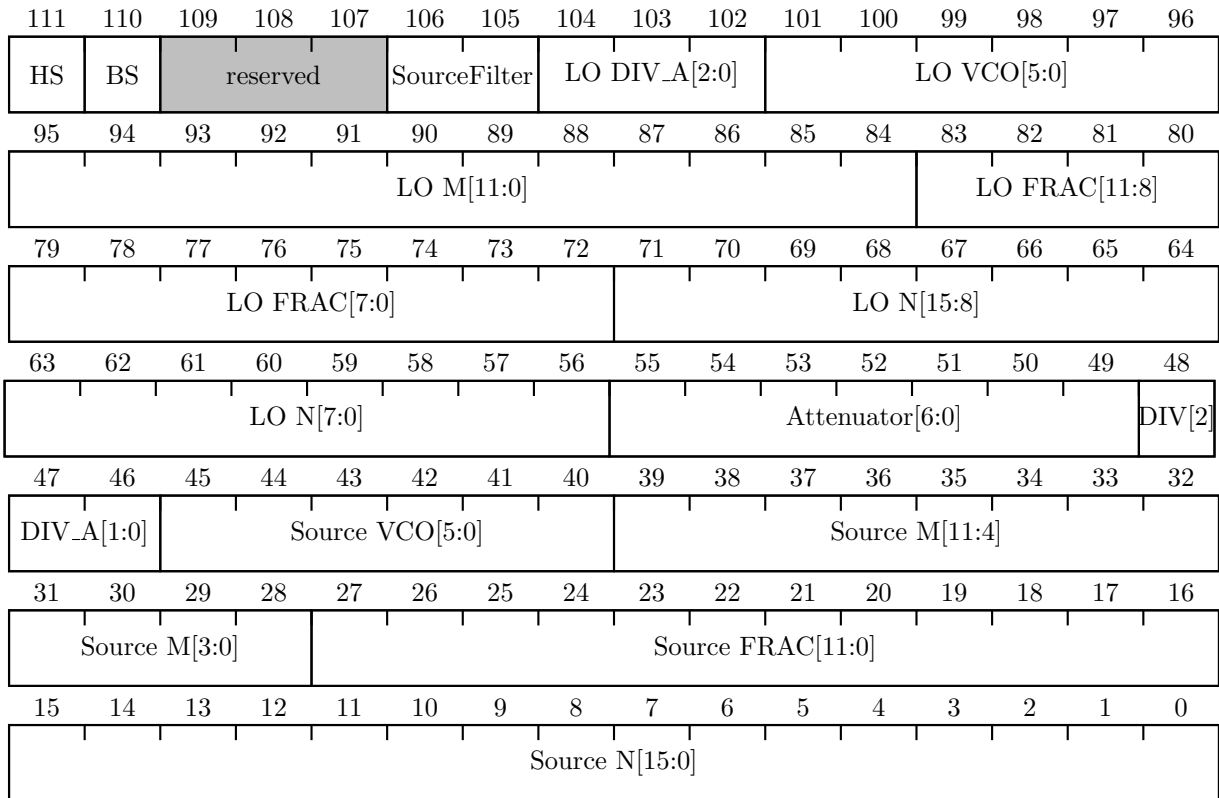 111 110 109 108 107 106 105 104 103 102 101 100 99 98 97 96
HS BS reserved SourceFilter LO DIV_A[2:0] LO VCO[5:0]
95 94 93 92 91 90 89 88 87 86 85 84 83 82 81 80
LO M[11:0] LO FRAC[11:8]
79 78 77 76 75 74 73 72 71 70 69 68 67 66 65 64
LO FRAC[7:0] LO N[15:8]
63 62 61 60 59 58 57 56 55 54 53 52 51 50 49 48
LO N[7:0] Attenuator[6:0] DIV[2]
47 46 45 44 43 42 41 40 39 38 37 36 35 34 33 32
DIV_A[1:0] Source VCO[5:0] Source M[11:4]
31 30 29 28 27 26 25 24 23 22 21 20 19 18 17 16
Source M[3:0] Source FRAC[11:0]
15 14 13 12 11 10 9 8 7 6 5 4 3 2 1 0
Source N[15:0]